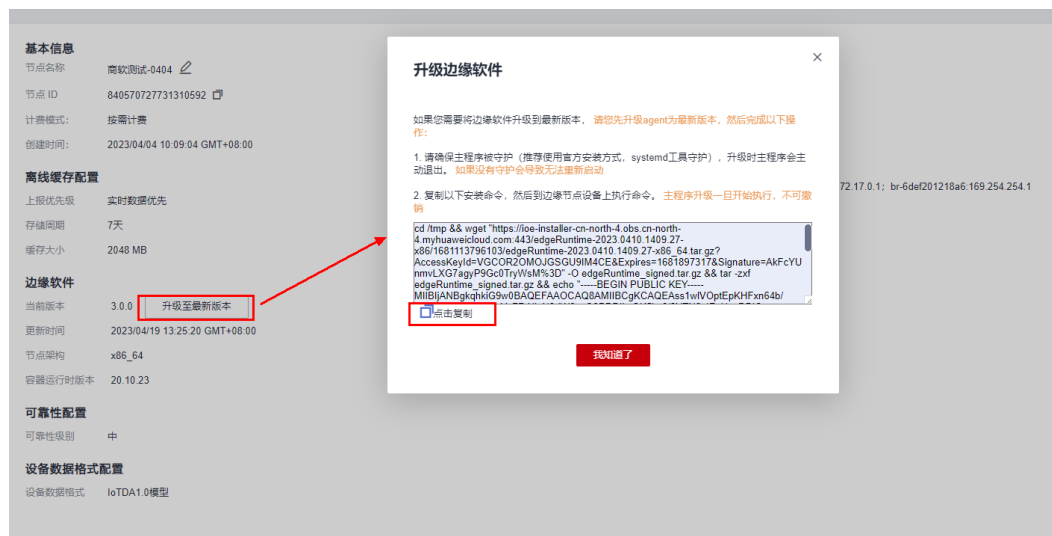 基本信息
节点名称 商软测试-0404
节点 ID 840570727731310592
计费模式: 按需计费
创建时间: 2023/04/04 10:09:04 GMT+08:00
离线缓存配置
上报优先级 实时数据优先
存储周期 7天
缓存大小 2048 MB
边缘软件
当前版本 3.0.0 升级至最新版本
更新时间 2023/04/19 13:25:20 GMT+08:00
节点架构 x86_64
容器运行时版本 20.10.23
可靠性配置
可靠性级别 中
设备数据格式配置
设备数据格式 IoTDA1.0模型
升级边缘软件
如果您需要将边缘软件升级到最新版本， 请您先升级agent为最新版本，然后完成以下操
作：
1. 请确保主程序被守护（推荐使用官方安装方式，systemd工具守护），升级时主程序会主
动退出。 如果没有守护会导致无法重新启动
2. 复制以下安装命令，然后到边缘节点设备上执行命令。 主程序升级一旦开始执行，不可撤
销
cd /tmp && wget "https://ioe-installer-cn-north-4.obs.cn-north-
4.myhuaweicloud.com:443/edgeRuntime-2023.0410.1409.27-
x86/1681113796103/edgeRuntime-2023.0410.1409.27-x86_64.tar.gz?
AccessKeyId=VGCOR2OMOJGSGU9IM4CE&Expires=1681897317&Signature=AkFcYU
nmvLXG7agyP9Gc0TryWsM%3D" -O edgeRuntime_signed.tar.gz && tar -zxf
edgeRuntime_signed.tar.gz && echo "-----BEGIN PUBLIC KEY-----
MIIBIjANBgkqhkiG9w0BAQEFAAOCAQ8AMIIBCgKCAQEAss1wIVOptEpKHFxn64b/
点击复制
我知道了
72.17.0.1; br-6def201218a6:169.254.254.1